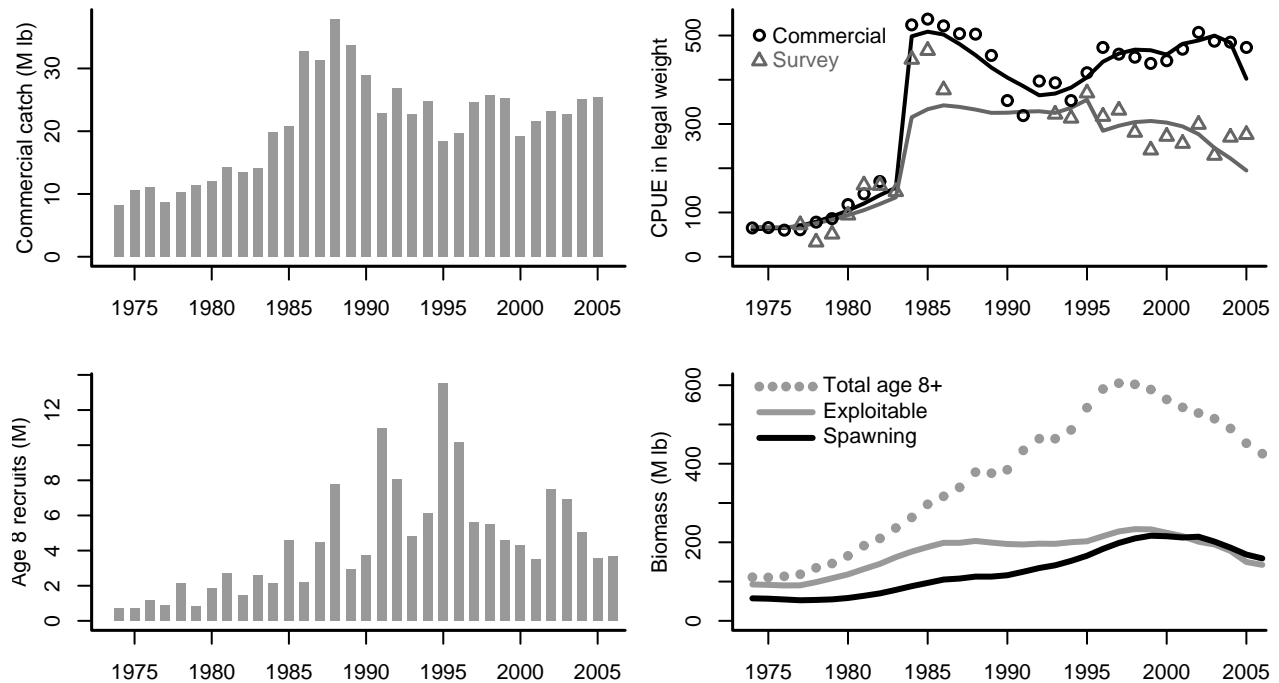 Commercial catch (M lb)
30
20
10
0
1975 1980 1985 1990 1995 2000 2005
CPUE in legal weight
500
300
100
0
Commercial
Survey
1975 1980 1985 1990 1995 2000 2005
Age 8 recruits (M)
12
8
6
4
2
0
1975 1980 1985 1990 1995 2000 2005
Biomass (M lb)
600
400
200
0
Total age 8+
Exploitable
Spawning
1975 1980 1985 1990 1995 2000 2005